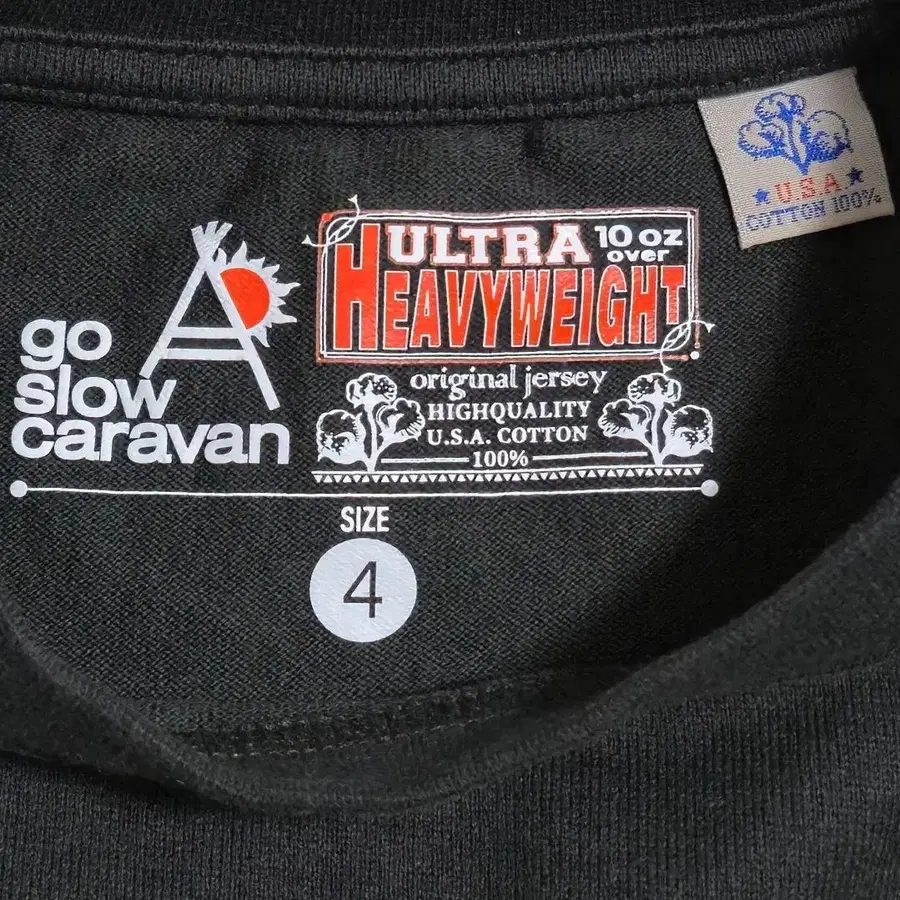 go
slow
caravan
ULTRA 10 oz
over
HEAVYWEIGHT
original jersey
HIGHQUALITY
U.S.A. COTTON
100%
SIZE
4
U.S.A.
COTTON 100%